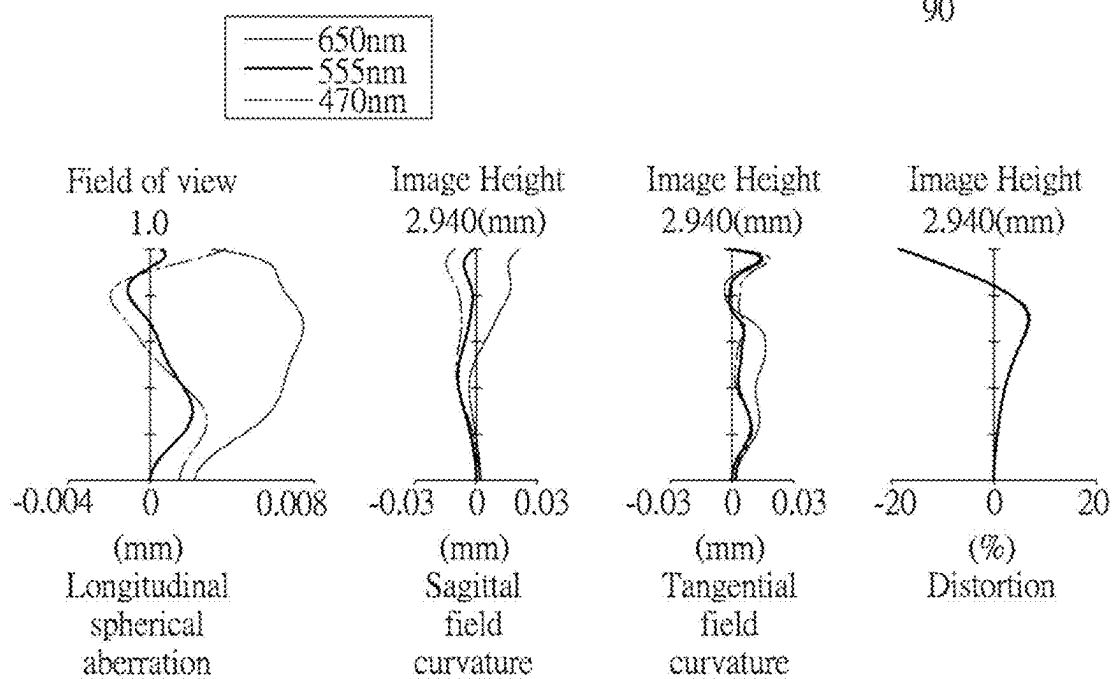 90
650nm
555nm
470nm
Field of view
1.0
Image Height
2.940(mm)
Image Height
2.940(mm)
Image Height
2.940(mm)
-0.004 0 0.008
-0.03 0 0.03
-0.03 0 0.03
-20 0 20
(mm)
Longitudinal
spherical
aberration
(mm)
Sagittal
field
curvature
(mm)
Tangential
field
curvature
(%)
Distortion